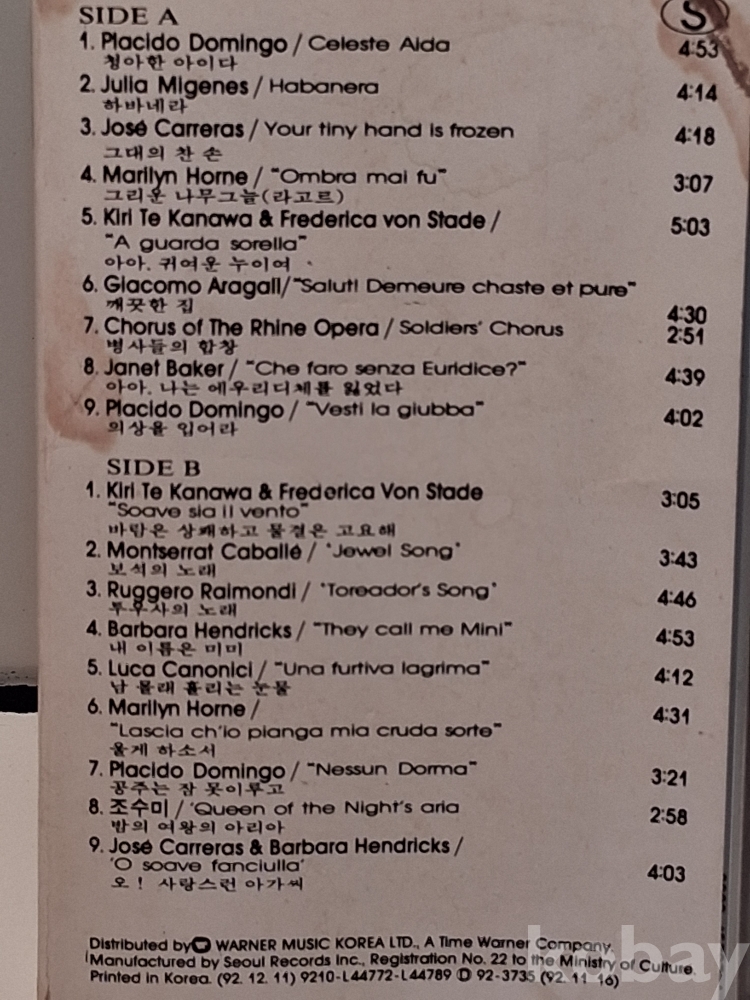 SIDE A
S
1. Placido Domingo / Celeste Aida 4:53
청아한 아이다
2. Julia Migenes / Habanera 4:14
하바네라
3. José Carreras / Your tiny hand is frozen 4:18
그대의 찬 손
4. Marilyn Horne / "Ombra mai fu" 3:07
그리운 나무그늘(라고르)
5. Kiri Te Kanawa & Frederica von Stade / 5:03
"A guarda sorella"
아아. 귀여운 누이여
6. Giacomo Aragall/"Salut! Demeure chaste et pure"
깨끗한 집 4:30
7. Chorus of The Rhine Opera / Soldiers' Chorus 2:51
병사들의 합창
8. Janet Baker / "Che faro senza Euridice?" 4:39
아아. 나는 에우리디체를 잃었다
9. Placido Domingo / "Vesti la giubba" 4:02
의상을 입어라
SIDE B
1. Kiri Te Kanawa & Frederica Von Stade 3:05
"Soave sia il vento"
바람은 상쾌하고 물결은 고요해
2. Montserrat Caballé / 'Jewel Song' 3:43
보석의 노래
3. Ruggero Raimondi / 'Toreador's Song' 4:46
투우사의 노래
4. Barbara Hendricks / "They call me Mini" 4:53
내 이름은 미미
5. Luca Canonici / "Una furtiva lagrima" 4:12
남 몰래 흘리는 눈물
6. Marilyn Horne / 4:31
"Lascia ch'io pianga mia cruda sorte"
울게 하소서
7. Placido Domingo / "Nessun Dorma" 3:21
공주는 잠 못이루고
8. 조수미 / 'Queen of the Night's aria 2:58
밤의 여왕의 아리아
9. José Carreras & Barbara Hendricks / 4:03
'O soave fanciulla'
오! 사랑스런 아가씨
Distributed by WARNER MUSIC KOREA LTD., A Time Warner Company.
Manufactured by Seoul Records Inc., Registration No. 22 to the Ministry of Culture.
Printed in Korea. (92. 12. 11) 9210-L44772-L44789 Ⓟ 92-3735 (92. 11. 16)
kobay